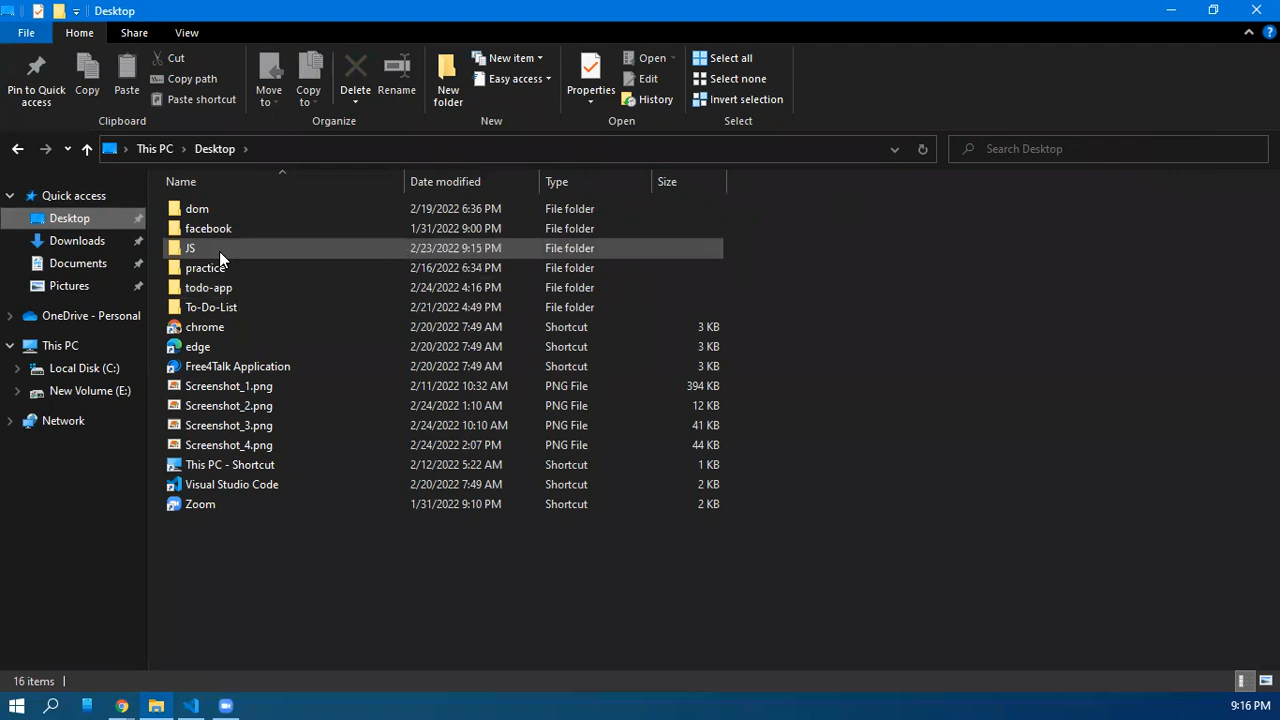 Desktop
File Home Share View
Pin to Quick access
Copy
Paste
Cut
Copy path
Paste shortcut
Clipboard
Move to
Copy to
Delete
Rename
Organize
New folder
New item
Easy access
New
Properties
Open
Edit
History
Open
Select all
Select none
Invert selection
Select
This PC Desktop
Search Desktop
Quick access
Desktop
Downloads
Documents
Pictures
OneDrive - Personal
This PC
Local Disk (C:)
New Volume (E:)
Network
Name Date modified Type Size
dom 2/19/2022 6:36 PM File folder
facebook 1/31/2022 9:00 PM File folder
JS 2/23/2022 9:15 PM File folder
practice 2/16/2022 6:34 PM File folder
todo-app 2/24/2022 4:16 PM File folder
To-Do-List 2/21/2022 4:49 PM File folder
chrome 2/20/2022 7:49 AM Shortcut 3 KB
edge 2/20/2022 7:49 AM Shortcut 3 KB
Free4Talk Application 2/20/2022 7:49 AM Shortcut 3 KB
Screenshot_1.png 2/11/2022 10:32 AM PNG File 394 KB
Screenshot_2.png 2/24/2022 1:10 AM PNG File 12 KB
Screenshot_3.png 2/24/2022 10:10 AM PNG File 41 KB
Screenshot_4.png 2/24/2022 2:07 PM PNG File 44 KB
This PC - Shortcut 2/12/2022 5:22 AM Shortcut 1 KB
Visual Studio Code 2/20/2022 7:49 AM Shortcut 2 KB
Zoom 1/31/2022 9:10 PM Shortcut 2 KB
16 items
9:16 PM